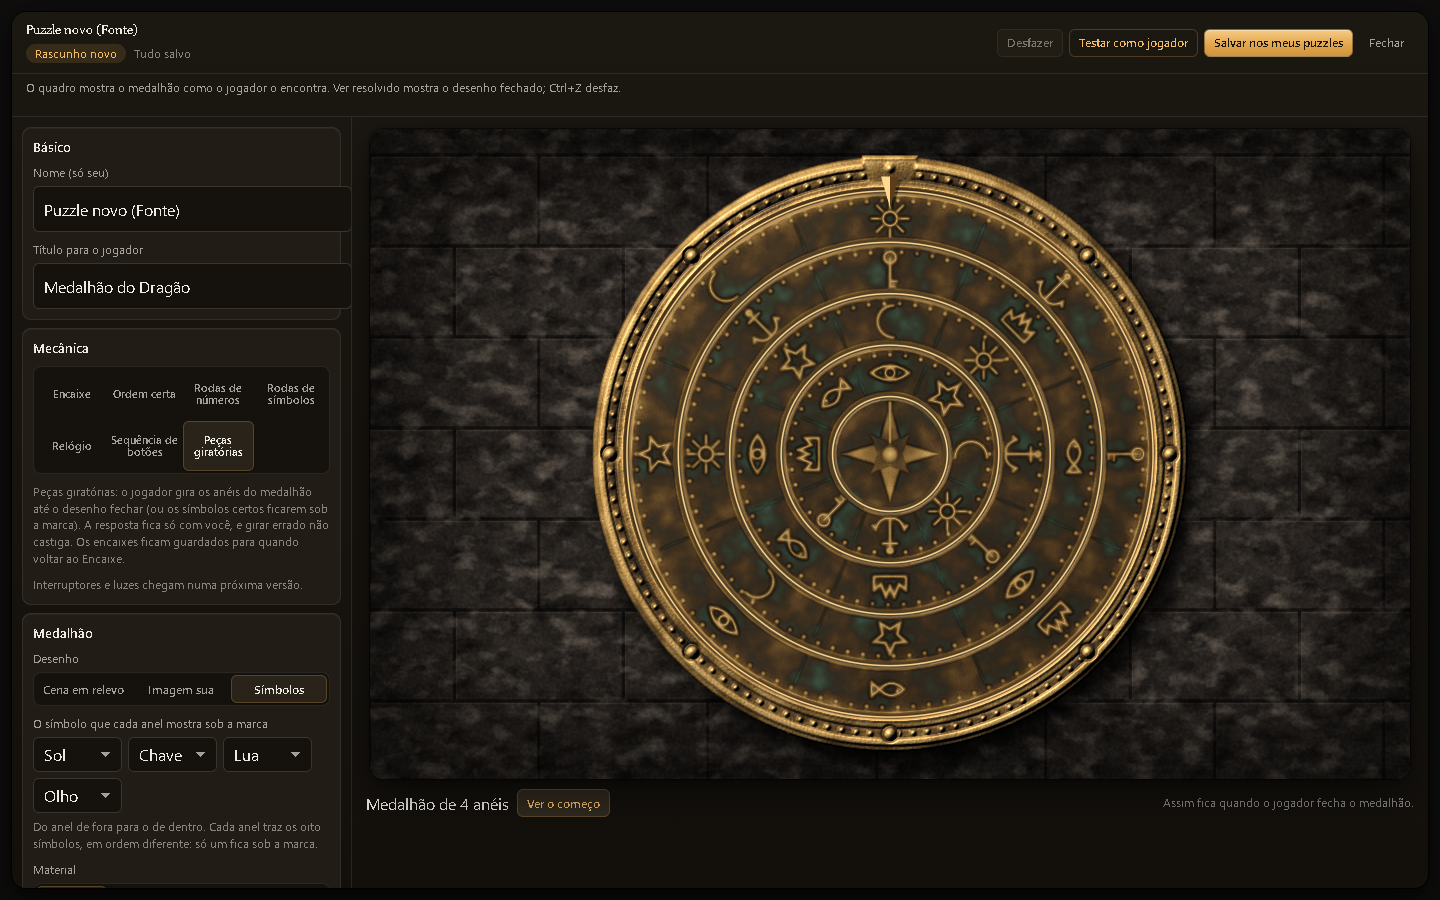 Puzzle novo (Fonte)
Rascunho novo Tudo salvo
Desfazer Testar como jogador Salvar nos meus puzzles Fechar
O quadro mostra o medalhão como o jogador o encontra. Ver resolvido mostra o desenho fechado; Ctrl+Z desfaz.
Básico
Nome (só seu)
Puzzle novo (Fonte)
Título para o jogador
Medalhão do Dragão
Mecânica
Encaixe Ordem certa Rodas de números Rodas de símbolos
Relógio Sequência de botões Peças giratórias
Peças giratórias: o jogador gira os anéis do medalhão
até o desenho fechar (ou os símbolos certos ficarem sob
a marca). A resposta fica só com você, e girar errado não
castiga. Os encaixes ficam guardados para quando
voltar ao Encaixe.
Interruptores e luzes chegam numa próxima versão.
Medalhão
Desenho
Cena em relevo Imagem sua Símbolos
O símbolo que cada anel mostra sob a marca
Sol Chave Lua
Olho
Do anel de fora para o de dentro. Cada anel traz os oito
símbolos, em ordem diferente: só um fica sob a marca.
Material
Medalhão de 4 anéis Ver o começo
Assim fica quando o jogador fecha o medalhão.